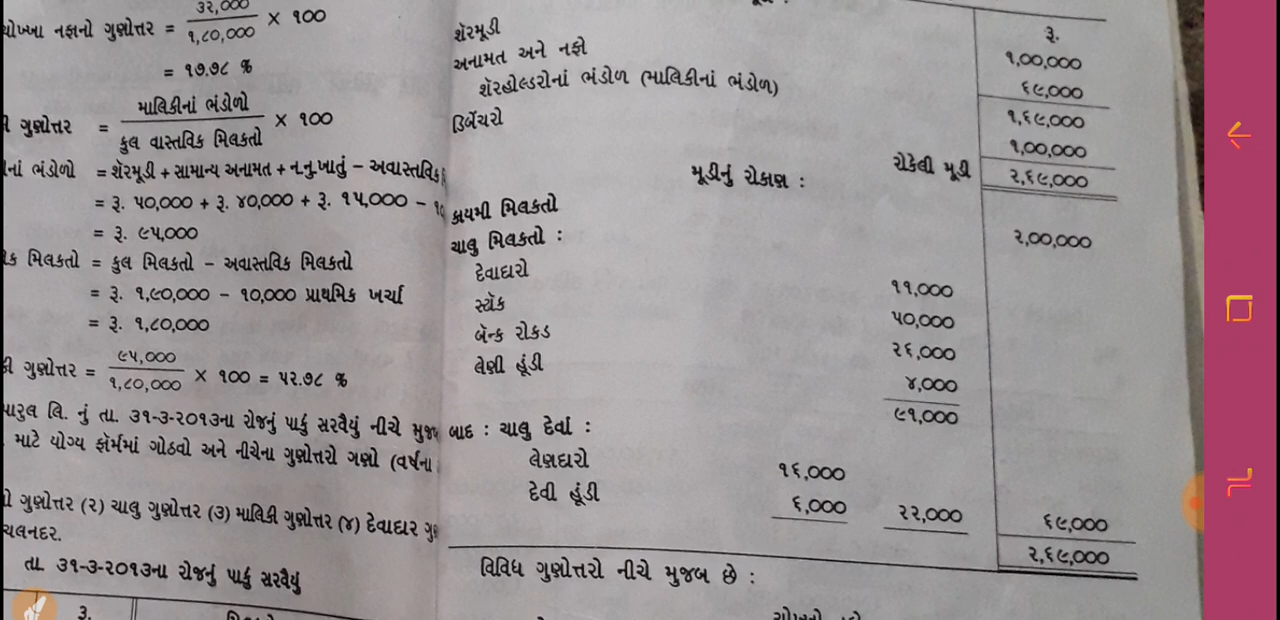 ચોખ્ખા નફાનો ગુણોત્તર = ૩૨,૦૦૦ / ૧,૮૦,૦૦૦ × ૧૦૦
= ૧૭.૭૮ %
ગુણોત્તર = માલિકીનાં ભંડોળો / કુલ વાસ્તવિક મિલકતો × ૧૦૦
ભંડોળો = શૅરમૂડી + સામાન્ય અનામત + ન.નુ.ખાતું − અવાસ્તવિક
= રૂ. ૫૦,૦૦૦ + રૂ. ૪૦,૦૦૦ + રૂ. ૧૫,૦૦૦ −
= રૂ. ૯૫,૦૦૦
મિલકતો = કુલ મિલકતો − અવાસ્તવિક મિલકતો
= રૂ. ૧,૯૦,૦૦૦ − ૧૦,૦૦૦ પ્રાથમિક ખર્ચા
= રૂ. ૧,૮૦,૦૦૦
ગુણોત્તર = ૯૫,૦૦૦ / ૧,૮૦,૦૦૦ × ૧૦૦ = ૫૨.૭૮ %
પારુલ લિ. નું તા. ૩૧-૩-૨૦૧૩ના રોજનું પાકું સરવૈયું નીચે મુજબ
માટે યોગ્ય ફૉર્મમાં ગોઠવો અને નીચેના ગુણોત્તરો ગણો (વર્ષના
ગુણોત્તર (૨) ચાલુ ગુણોત્તર (૩) માલિકી ગુણોત્તર (૪) દેવાદાર
ચલનદર.
તા. ૩૧-૩-૨૦૧૩ના રોજનું પાકું સરવૈયું
રૂ.
રૂ.
શૅરમૂડી ૧,૦૦,૦૦૦
અનામત અને નફો ૬૯,૦૦૦
શૅરહોલ્ડરોનાં ભંડોળ (માલિકીનાં ભંડોળ) ૧,૬૯,૦૦૦
ડિબેંચરો ૧,૦૦,૦૦૦
રોકેલી મૂડી ૨,૬૯,૦૦૦
મૂડીનું રોકાણ :
કાયમી મિલકતો ૨,૦૦,૦૦૦
ચાલુ મિલકતો :
દેવાદારો ૧૧,૦૦૦
સ્ટૉક ૫૦,૦૦૦
બૅન્ક રોકડ ૨૬,૦૦૦
લેણી હૂંડી ૪,૦૦૦
૯૧,૦૦૦
બાદ : ચાલુ દેવાં :
લેણદારો ૧૬,૦૦૦
દેવી હૂંડી ૬,૦૦૦ ૨૨,૦૦૦ ૬૯,૦૦૦
૨,૬૯,૦૦૦
વિવિધ ગુણોત્તરો નીચે મુજબ છે :